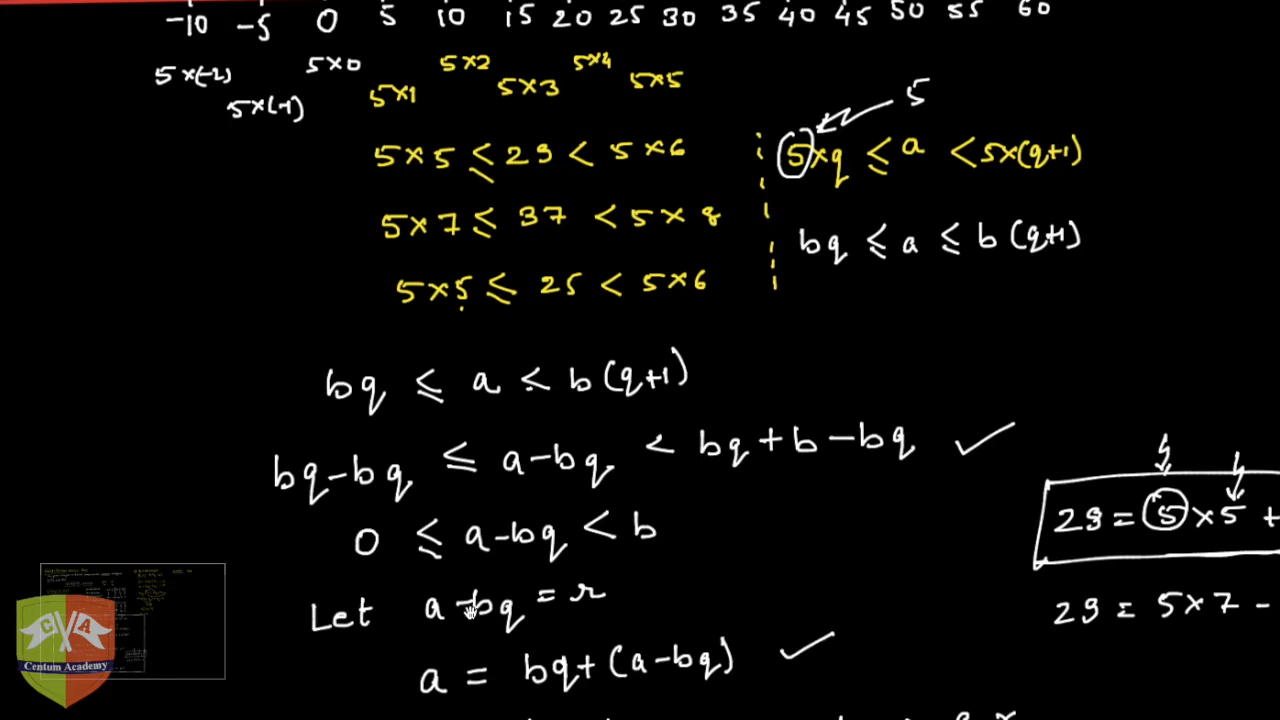 -10 -5 0 5 10 15 20 25 30 35 40 45 50 55 60
5×(-2) 5×(-1) 5×0 5×1 5×2 5×3 5×4 5×5
5
5×5 ≤ 29 < 5×6
5×q ≤ a < 5×(q+1)
5×7 ≤ 37 < 5×8
bq ≤ a ≤ b(q+1)
5×5 ≤ 25 < 5×6
bq ≤ a < b(q+1)
bq-bq ≤ a-bq < bq+b-bq ✓
0 ≤ a-bq < b
29 = 5×5 +
Let a-bq = r
29 = 5×7 -
a = bq+(a-bq) ✓
C A
Centum Academy